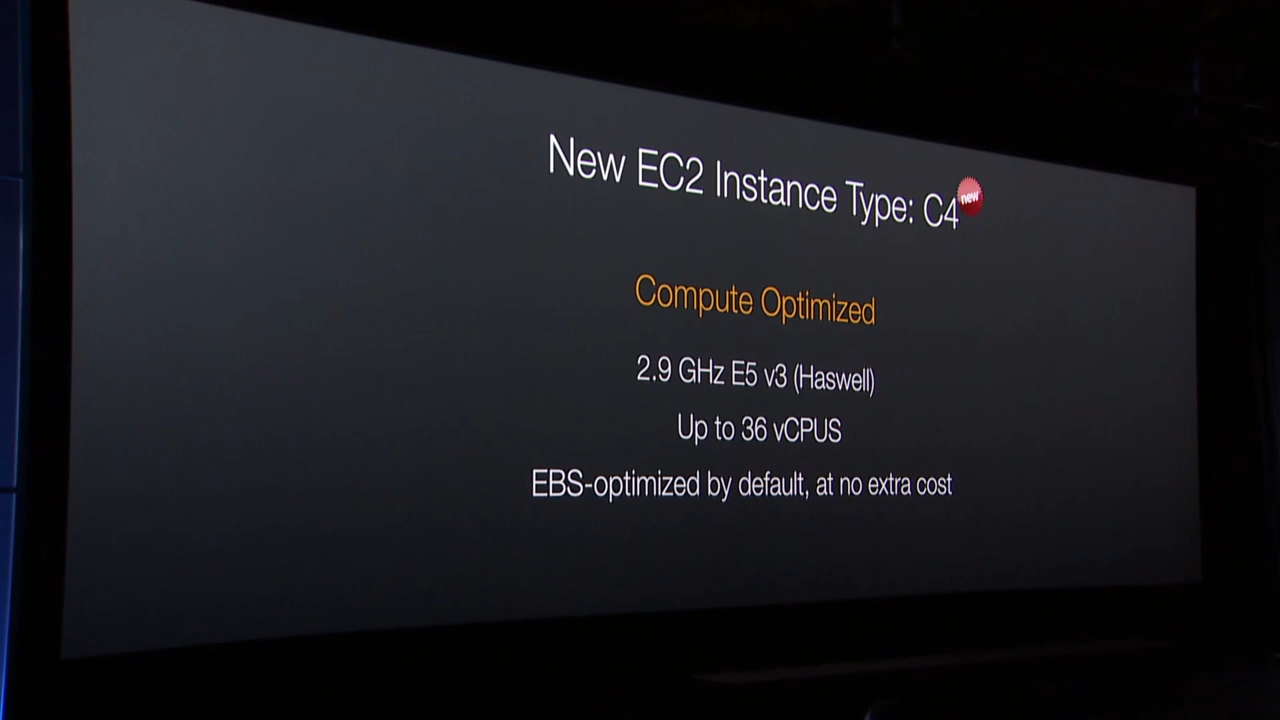 New EC2 Instance Type: C4 new
Compute Optimized
2.9 GHz E5 v3 (Haswell)
Up to 36 vCPUS
EBS-optimized by default, at no extra cost